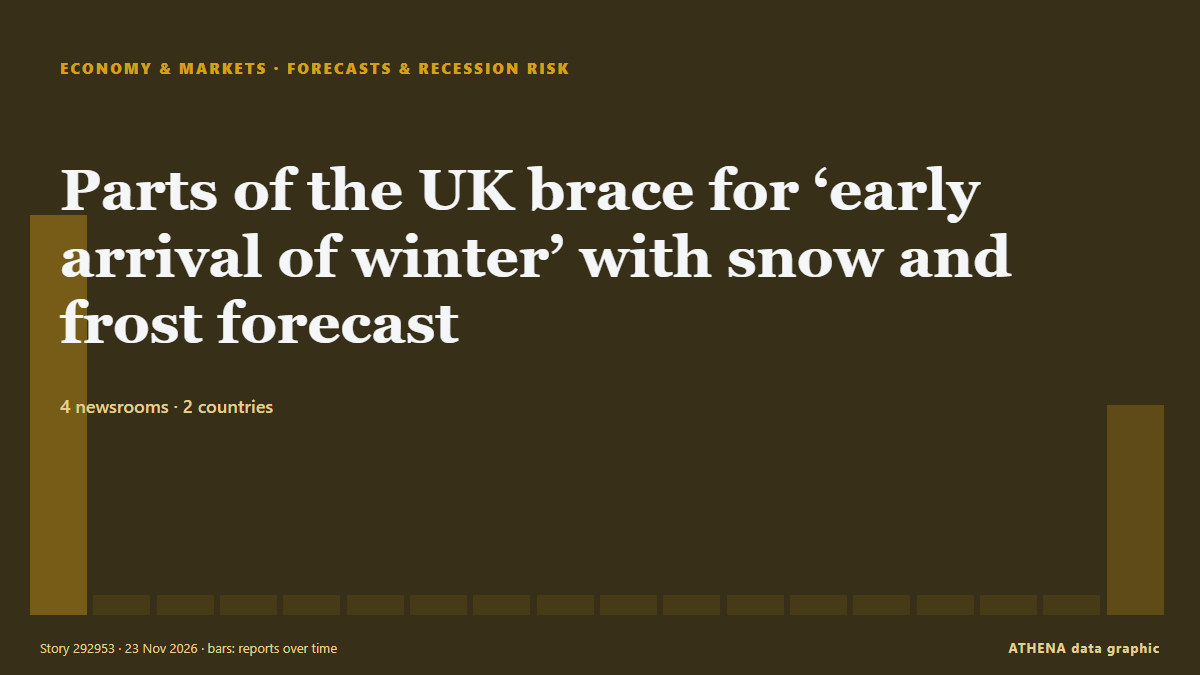 ECONOMY & MARKETS · FORECASTS & RECESSION RISK
Parts of the UK brace for ‘early
arrival of winter’ with snow and
frost forecast
4 newsrooms · 2 countries
Story 292953 · 23 Nov 2026 · bars: reports over time
ATHENA data graphic